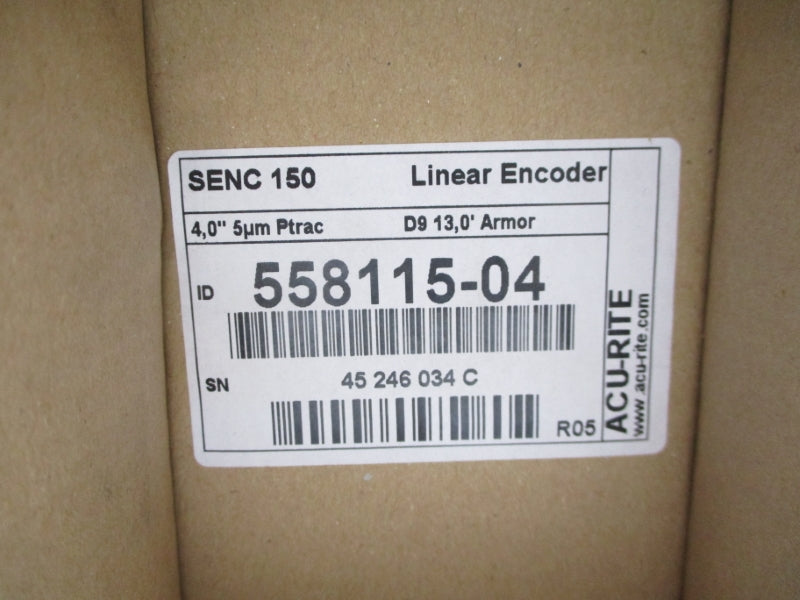 SENC 150 Linear Encoder
4,0" 5µm Ptrac D9 13,0' Armor
ID 558115-04
SN 45 246 034 C
R05
ACU-RITE
www.acu-rite.com